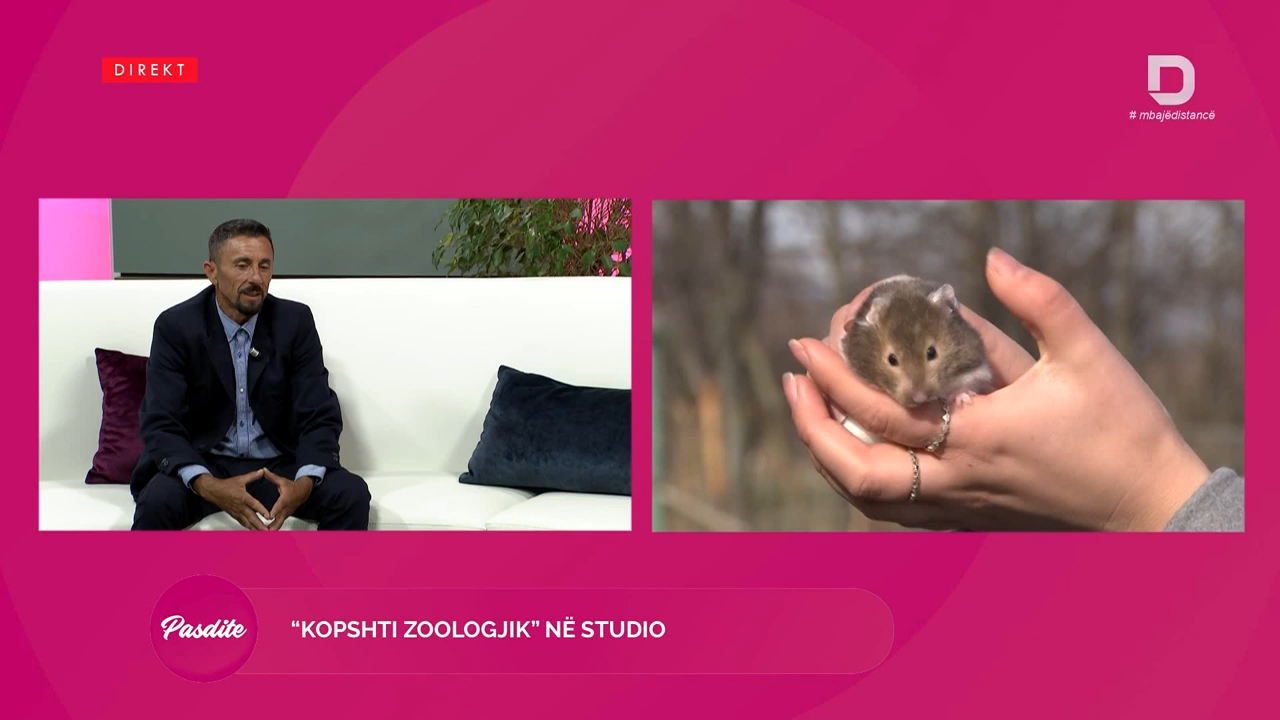 DIREKT
D
# mbajëdistancë
Pasdite
“KOPSHTI ZOOLOGJIK” NË STUDIO